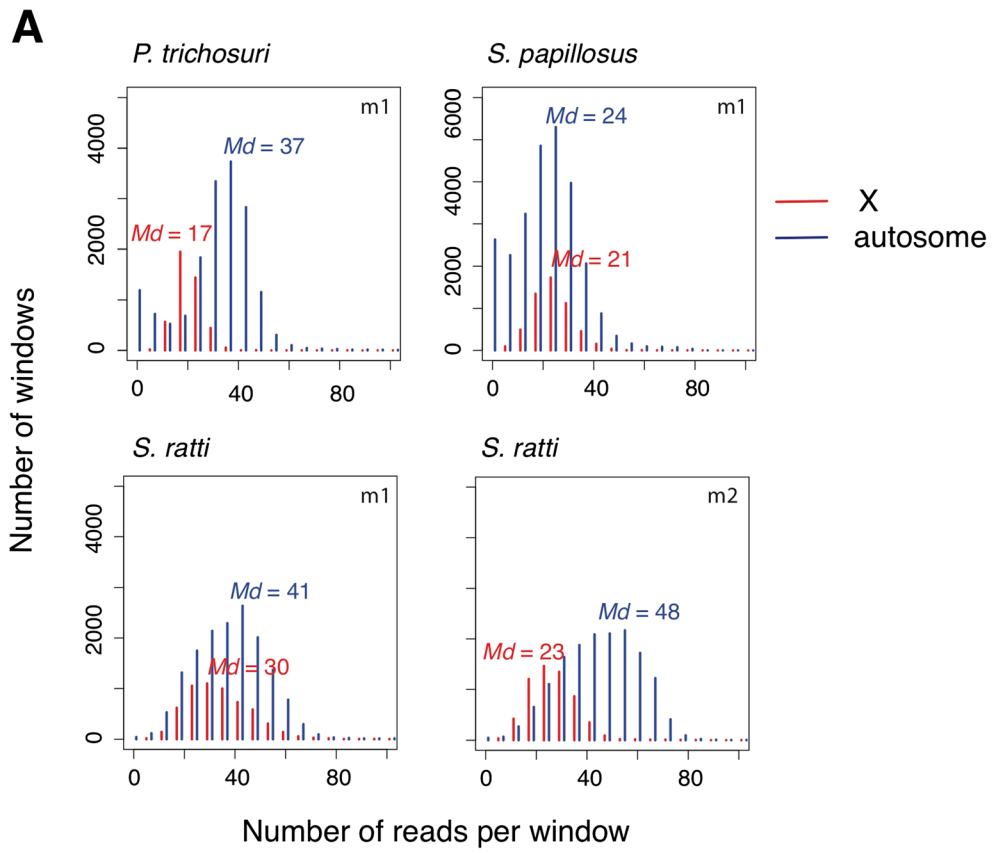 A
P. trichosuri
S. papillosus
m1
Md = 37
Md = 17
4000
2000
0
0
40
80
m1
Md = 24
Md = 21
6000
4000
2000
0
0
40
80
X
autosome
Number of windows
S. ratti
S. ratti
m1
Md = 41
Md = 30
4000
2000
0
0
40
80
m2
Md = 48
Md = 23
0
40
80
Number of reads per window